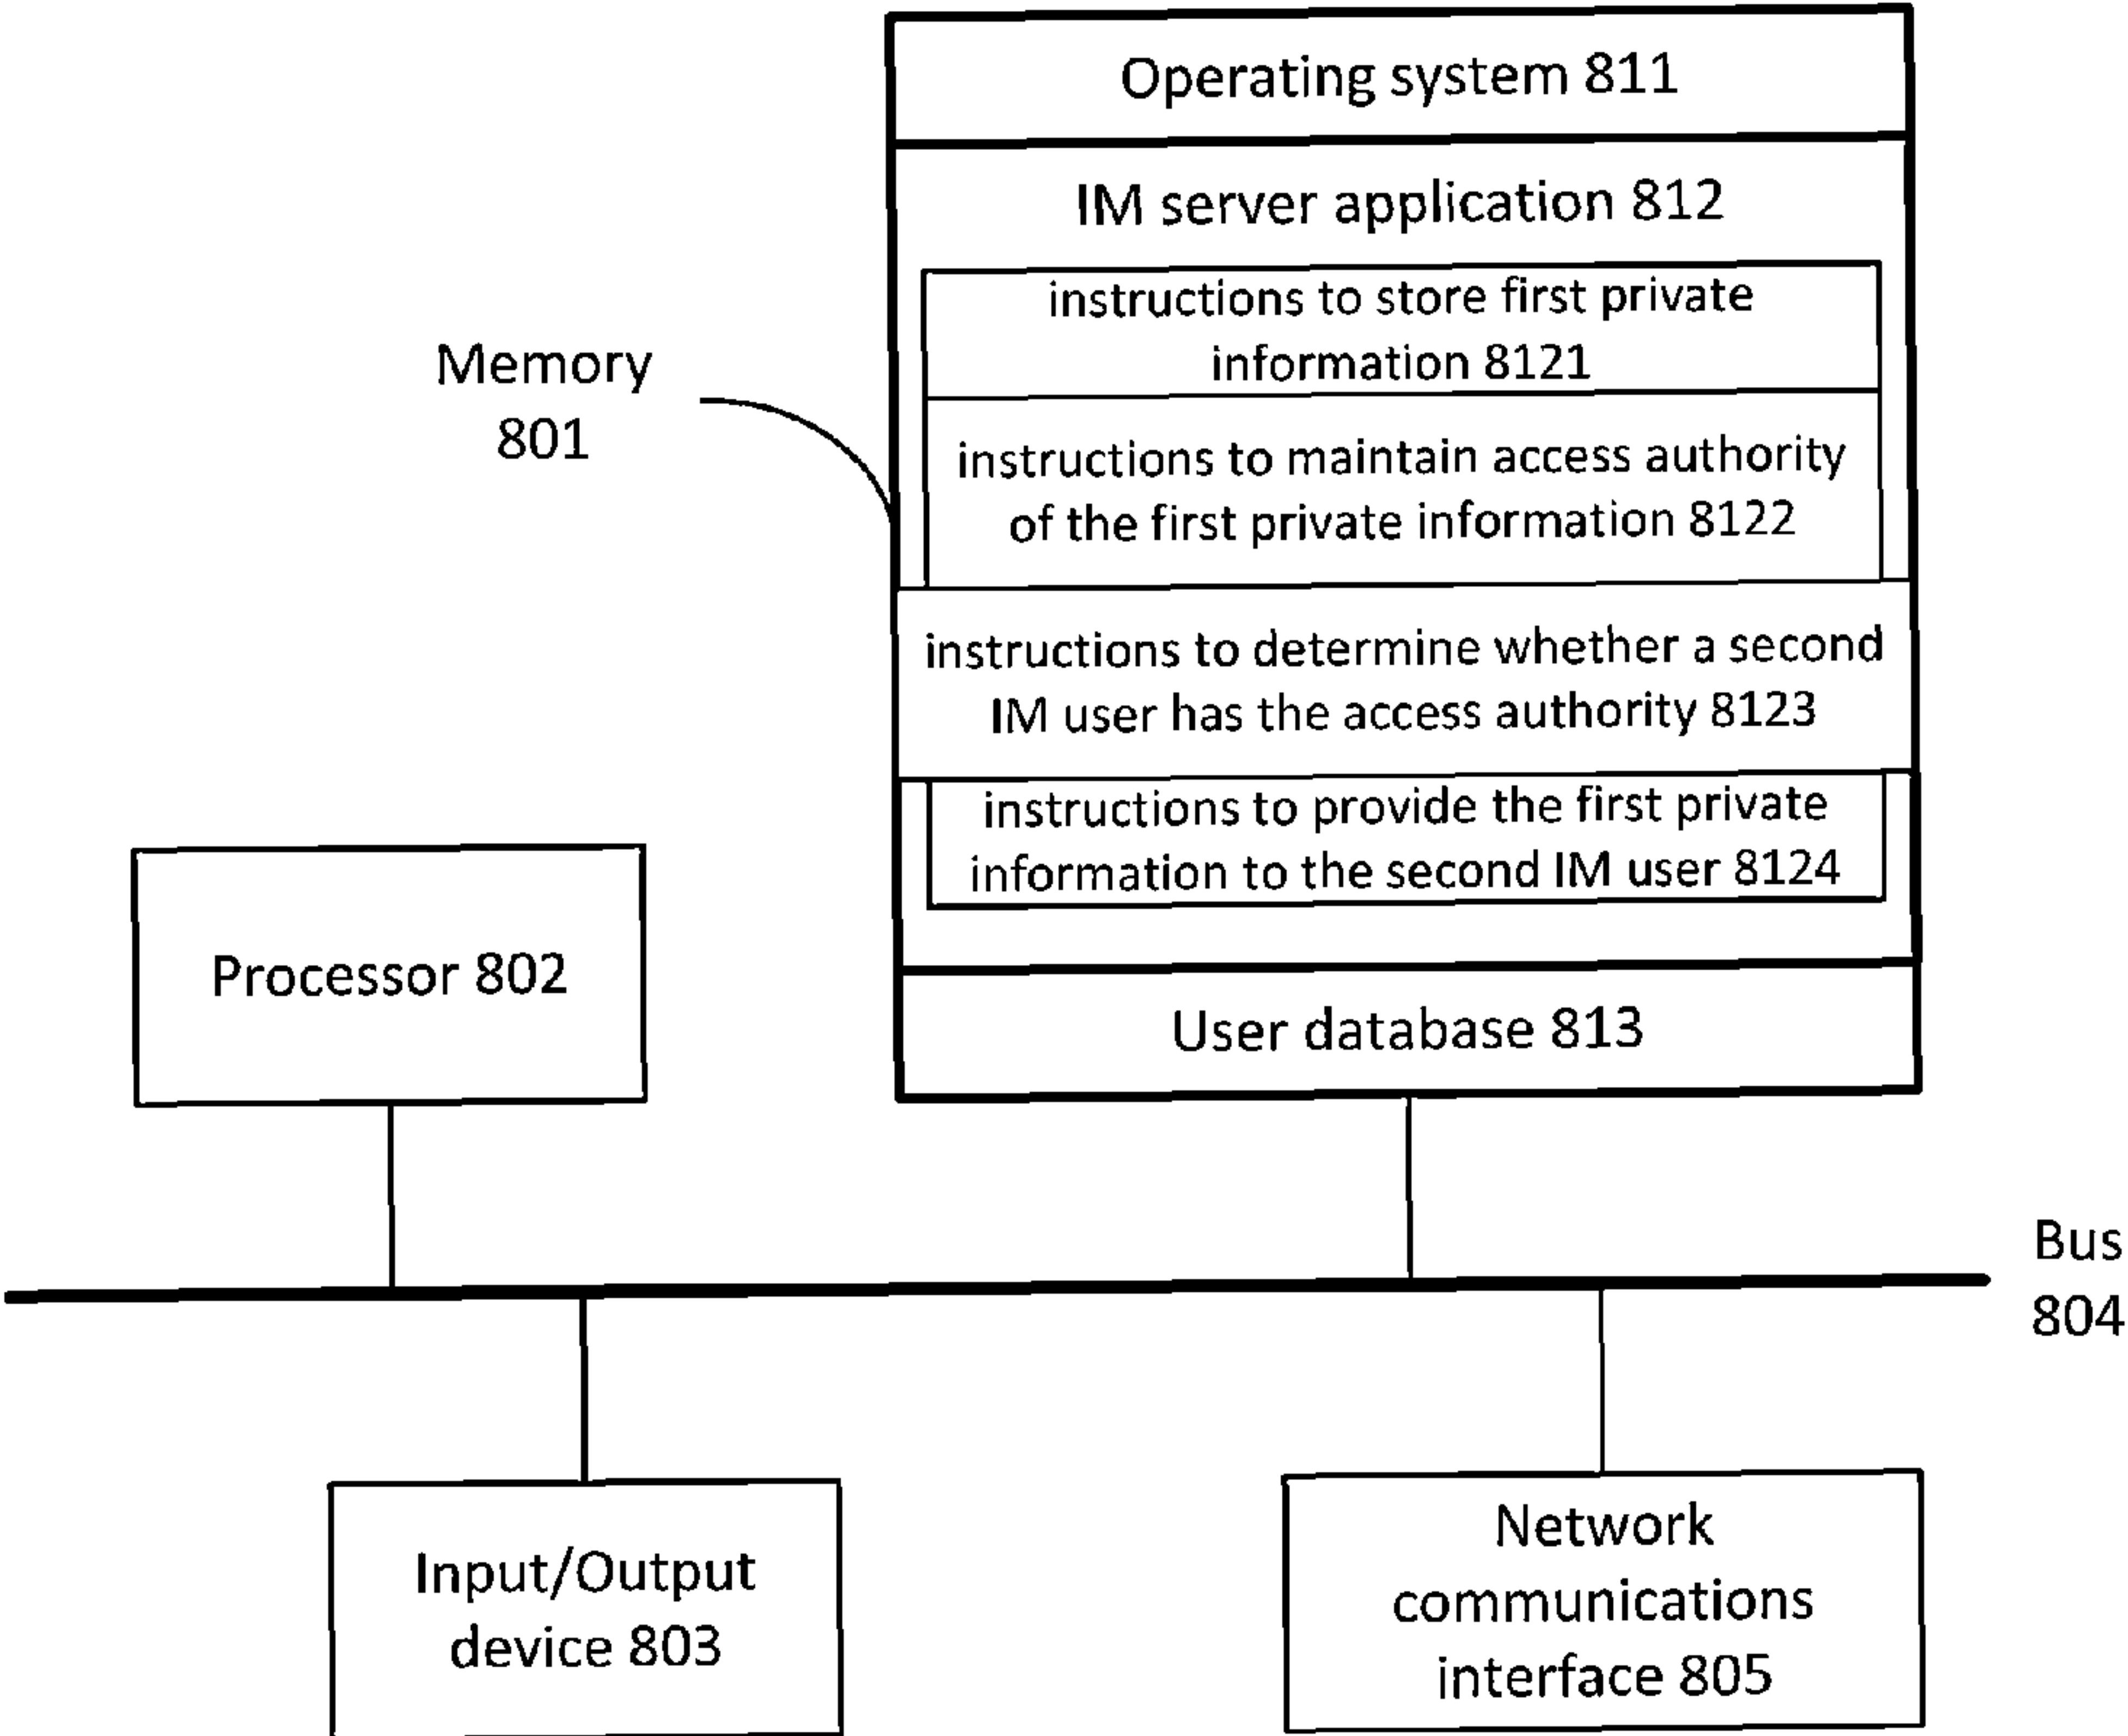 Operating system 811
IM server application 812
instructions to store first private
information 8121
instructions to maintain access authority
of the first private information 8122
instructions to determine whether a second
IM user has the access authority 8123
instructions to provide the first private
information to the second IM user 8124
User database 813
Memory
801
Processor 802
Bus
804
Input/Output
device 803
Network
communications
interface 805